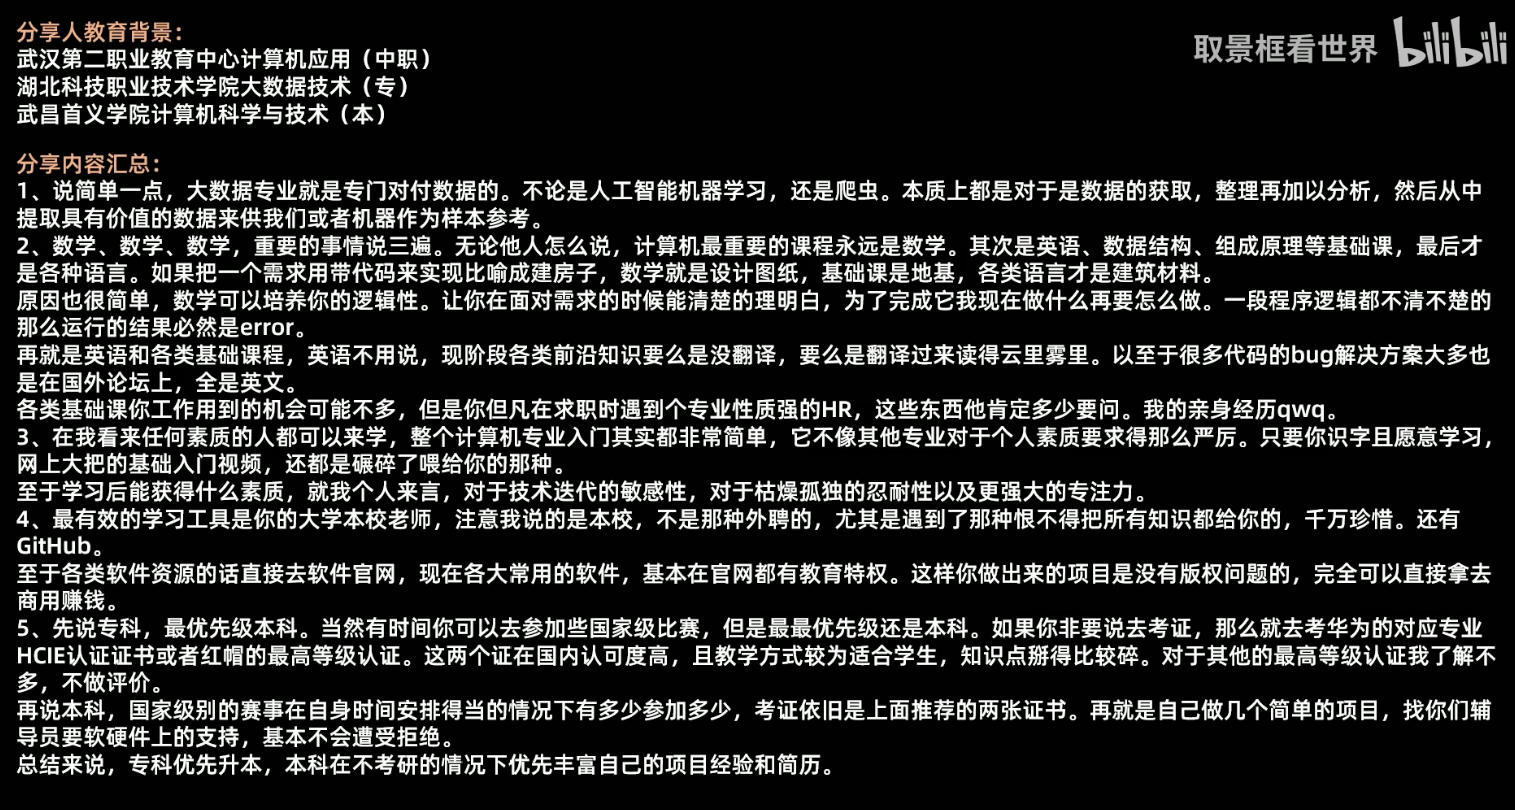 分享人教育背景：
取景框看世界 bilibili
武汉第二职业教育中心计算机应用（中职）
湖北科技职业技术学院大数据技术（专）
武昌首义学院计算机科学与技术（本）
分享内容汇总：
1、说简单一点，大数据专业就是专门对付数据的。不论是人工智能机器学习，还是爬虫。本质上都是对于是数据的获取，整理再加以分析，然后从中
提取具有价值的数据来供我们或者机器作为样本参考。
2、数学、数学、数学，重要的事情说三遍。无论他人怎么说，计算机最重要的课程永远是数学。其次是英语、数据结构、组成原理等基础课，最后才
是各种语言。如果把一个需求用带代码来实现比喻成建房子，数学就是设计图纸，基础课是地基，各类语言才是建筑材料。
原因也很简单，数学可以培养你的逻辑性。让你在面对需求的时候能清楚的理明白，为了完成它我现在做什么再要怎么做。一段程序逻辑都不清不楚的
那么运行的结果必然是error。
再就是英语和各类基础课程，英语不用说，现阶段各类前沿知识要么是没翻译，要么是翻译过来读得云里雾里。以至于很多代码的bug解决方案大多也
是在国外论坛上，全是英文。
各类基础课你工作用到的机会可能不多，但是你但凡在求职时遇到个专业性质强的HR，这些东西他肯定多少要问。我的亲身经历qwq。
3、在我看来任何素质的人都可以来学，整个计算机专业入门其实都非常简单，它不像其他专业对于个人素质要求得那么严厉。只要你识字且愿意学习，
网上大把的基础入门视频，还都是碾碎了喂给你的那种。
至于学习后能获得什么素质，就我个人来言，对于技术迭代的敏感性，对于枯燥孤独的忍耐性以及更强大的专注力。
4、最有效的学习工具是你的大学本校老师，注意我说的是本校，不是那种外聘的，尤其是遇到了那种恨不得把所有知识都给你的，千万珍惜。还有
GitHub。
至于各类软件资源的话直接去软件官网，现在各大常用的软件，基本在官网都有教育特权。这样你做出来的项目是没有版权问题的，完全可以直接拿去
商用赚钱。
5、先说专科，最优先级本科。当然有时间你可以去参加些国家级比赛，但是最最优先级还是本科。如果你非要说去考证，那么就去考华为的对应专业
HCIE认证证书或者红帽的最高等级认证。这两个证在国内认可度高，且教学方式较为适合学生，知识点掰得比较碎。对于其他的最高等级认证我了解不
多，不做评价。
再说本科，国家级别的赛事在自身时间安排得当的情况下有多少参加多少，考证依旧是上面推荐的两张证书。再就是自己做几个简单的项目，找你们辅
导员要软硬件上的支持，基本不会遭受拒绝。
总结来说，专科优先升本，本科在不考研的情况下优先丰富自己的项目经验和简历。